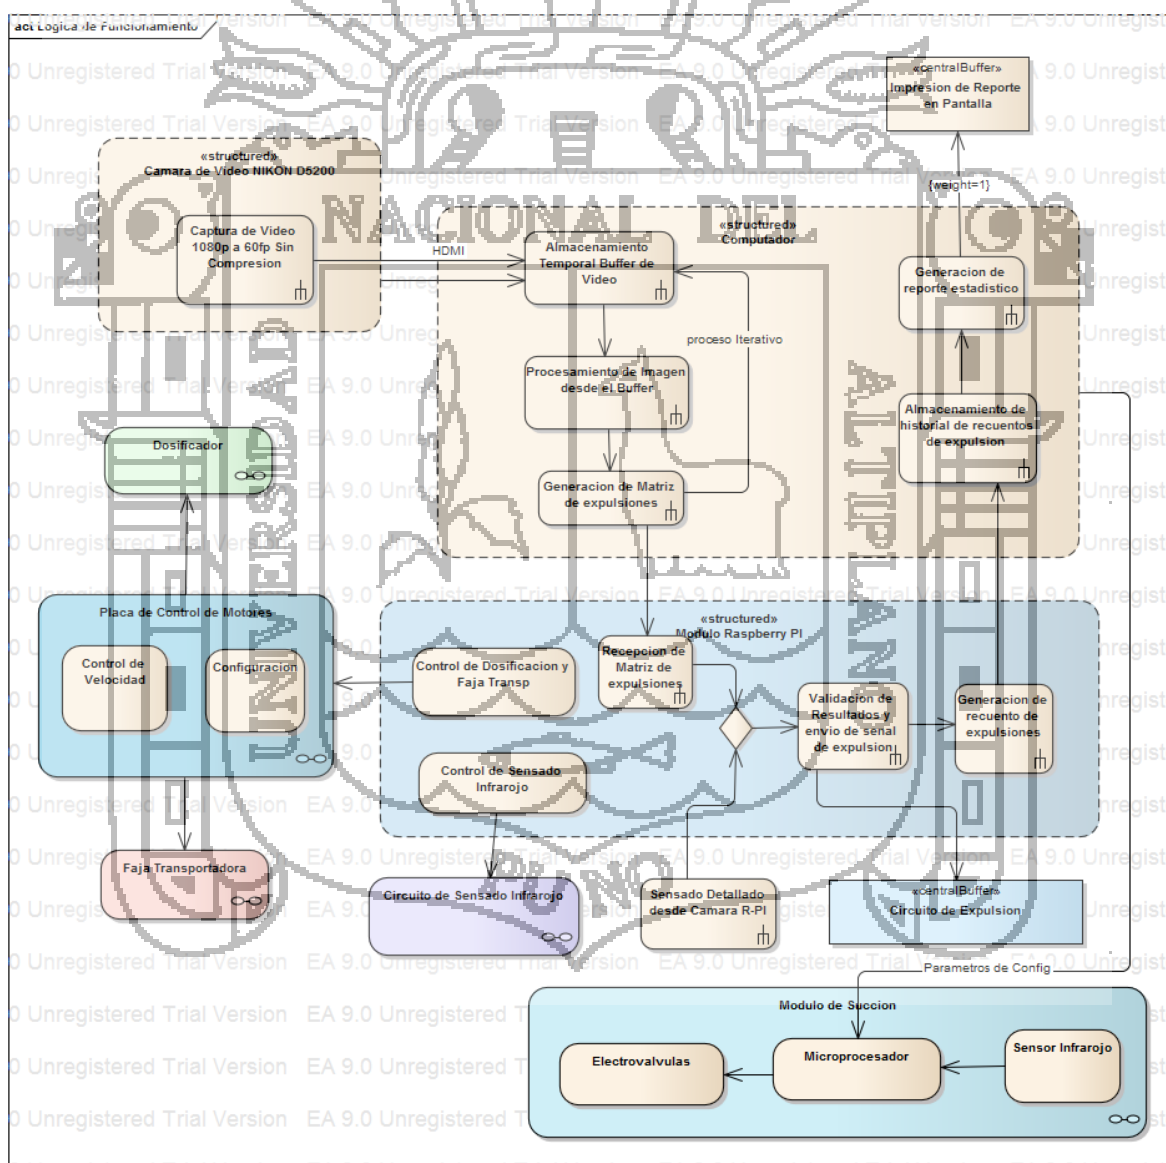 act Logica de Funcionamiento
«centralBuffer»
Impresion de Reporte
en Pantalla
{weight=1}
«structured»
Camara de Video NIKON D5200
Captura de Video
1080p a 60fp Sin
Compresion
HDMI
«structured»
Computador
Almacenamiento
Temporal Buffer de
Video
proceso Iterativo
Procesamiento de Imagen
desde el Buffer
Generacion de Matriz
de expulsiones
Generacion de
reporte estadistico
Almacenamiento de
historial de recuentos
de expulsion
Dosificador
Placa de Control de Motores
Control de
Velocidad
Configuracion
Faja Transportadora
«structured»
Modulo Raspberry PI
Control de Dosificacion y
Faja Transp
Recepcion de
Matriz de
expulsiones
Control de Sensado
Infrarojo
Validacion de
Resultados y
envio de senal
de expulsion
Generacion de
recuento de
expulsiones
Circuito de Sensado Infrarojo
Sensado Detallado
desde Camara R-PI
«centralBuffer»
Circuito de Expulsion
Parametros de Config
Modulo de Succion
Electrovalvulas
Microprocesador
Sensor Infrarojo
UNIVERSIDAD
NACIONAL DEL
ALTIPLANO
PUNO
EA 9.0 Unregistered Trial Version